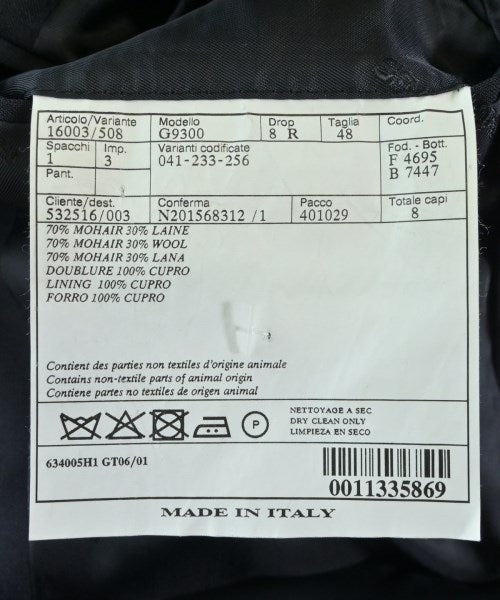 Articolo/Variante Modello Drop Taglia Coord.
16003/508 G9300 8 R 48
Spacchi Imp. Varianti codificate Fod. - Bott.
1 3 041-233-256 F 4695
Pant. B 7447
Cliente/dest. Conferma Pacco Totale capi
532516/003 N201568312 /1 401029 8
70% MOHAIR 30% LAINE
70% MOHAIR 30% WOOL
70% MOHAIR 30% LANA
DOUBLURE 100% CUPRO
LINING 100% CUPRO
FORRO 100% CUPRO
Contient des parties non textiles d'origine animale
Contains non-textile parts of animal origin
Contiene partes no textiles de origen animal
P
NETTOYAGE A SEC
DRY CLEAN ONLY
LIMPIEZA EN SECO
634005H1 GT06/01
0011335869
MADE IN ITALY